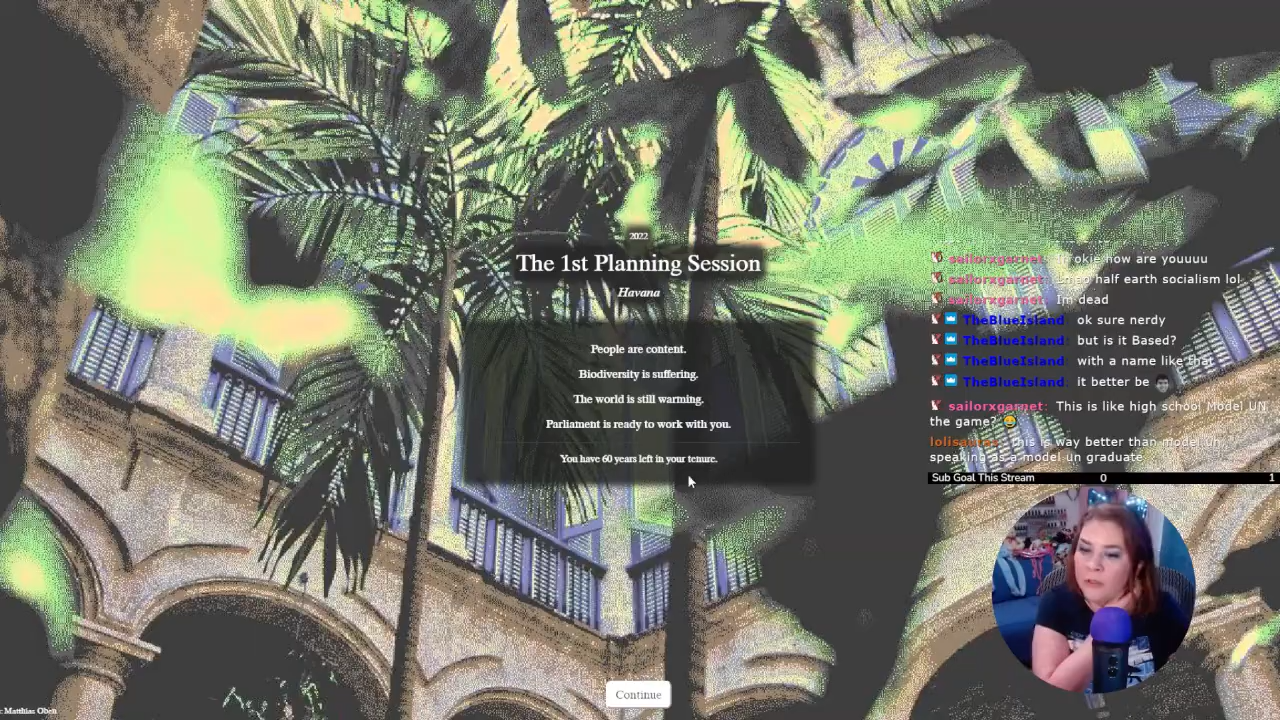 2022
The 1st Planning Session
Havana
People are content.
Biodiversity is suffering.
The world is still warming.
Parliament is ready to work with you.
You have 60 years left in your tenure.
Continue
: Matthias Oben
sailorxgarnet: okie how are youuuu
sailorxgarnet: half earth socialism lol
sailorxgarnet: Im dead
TheBlueIsland: ok sure nerdy
TheBlueIsland: but is it Based?
TheBlueIsland: with a name like that
TheBlueIsland: it better be
sailorxgarnet: This is like high school Model UN
the game?
this is way better than model un,
speaking as a model un graduate
Sub Goal This Stream 0 1